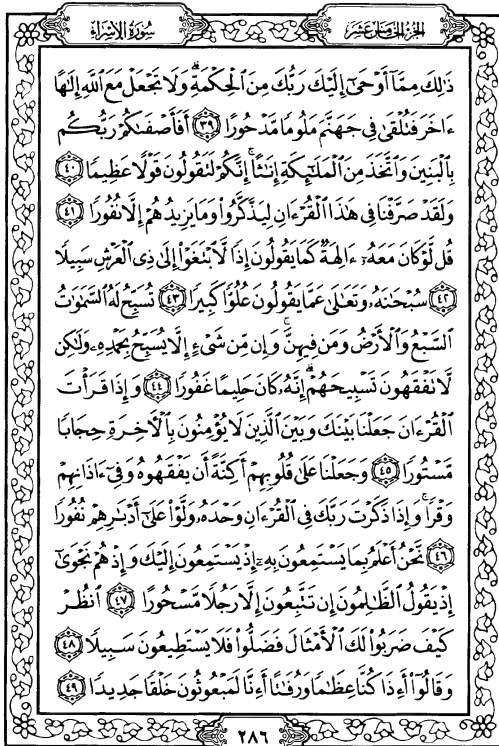 الجزء الخامس عشر
سورة الإسراء
ذَٰلِكَ مِمَّآ أَوْحَىٰٓ إِلَيْكَ رَبُّكَ مِنَ ٱلْحِكْمَةِۗ وَلَا تَجْعَلْ مَعَ ٱللَّهِ إِلَٰهًا
ءَاخَرَ فَتُلْقَىٰ فِى جَهَنَّمَ مَلُومًا مَّدْحُورًا ٣٩ أَفَأَصْفَىٰكُمْ رَبُّكُم
بِٱلْبَنِينَ وَٱتَّخَذَ مِنَ ٱلْمَلَٰٓئِكَةِ إِنَٰثًاۚ إِنَّكُمْ لَتَقُولُونَ قَوْلًا عَظِيمًا ٤٠
وَلَقَدْ صَرَّفْنَا فِى هَٰذَا ٱلْقُرْءَانِ لِيَذَّكَّرُوا۟ وَمَا يَزِيدُهُمْ إِلَّا نُفُورًا ٤١
قُل لَّوْ كَانَ مَعَهُۥٓ ءَالِهَةٌ كَمَا يَقُولُونَ إِذًا لَّٱبْتَغَوْا۟ إِلَىٰ ذِى ٱلْعَرْشِ سَبِيلًا
٤٢ سُبْحَٰنَهُۥ وَتَعَٰلَىٰ عَمَّا يَقُولُونَ عُلُوًّا كَبِيرًا ٤٣ تُسَبِّحُ لَهُ ٱلسَّمَٰوَٰتُ
ٱلسَّبْعُ وَٱلْأَرْضُ وَمَن فِيهِنَّۚ وَإِن مِّن شَىْءٍ إِلَّا يُسَبِّحُ بِحَمْدِهِۦ وَلَٰكِن
لَّا تَفْقَهُونَ تَسْبِيحَهُمْۗ إِنَّهُۥ كَانَ حَلِيمًا غَفُورًا ٤٤ وَإِذَا قَرَأْتَ
ٱلْقُرْءَانَ جَعَلْنَا بَيْنَكَ وَبَيْنَ ٱلَّذِينَ لَا يُؤْمِنُونَ بِٱلْءَاخِرَةِ حِجَابًا
مَّسْتُورًا ٤٥ وَجَعَلْنَا عَلَىٰ قُلُوبِهِمْ أَكِنَّةً أَن يَفْقَهُوهُ وَفِىٓ ءَاذَانِهِمْ
وَقْرًاۚ وَإِذَا ذَكَرْتَ رَبَّكَ فِى ٱلْقُرْءَانِ وَحْدَهُۥ وَلَّوْا۟ عَلَىٰٓ أَدْبَٰرِهِمْ نُفُورًا
٤٦ نَّحْنُ أَعْلَمُ بِمَا يَسْتَمِعُونَ بِهِۦٓ إِذْ يَسْتَمِعُونَ إِلَيْكَ وَإِذْ هُمْ نَجْوَىٰٓ
إِذْ يَقُولُ ٱلظَّٰلِمُونَ إِن تَتَّبِعُونَ إِلَّا رَجُلًا مَّسْحُورًا ٤٧ ٱنظُرْ
كَيْفَ ضَرَبُوا۟ لَكَ ٱلْأَمْثَالَ فَضَلُّوا۟ فَلَا يَسْتَطِيعُونَ سَبِيلًا ٤٨
وَقَالُوٓا۟ أَءِذَا كُنَّا عِظَٰمًا وَرُفَٰتًا أَءِنَّا لَمَبْعُوثُونَ خَلْقًا جَدِيدًا ٤٩
٢٨٦